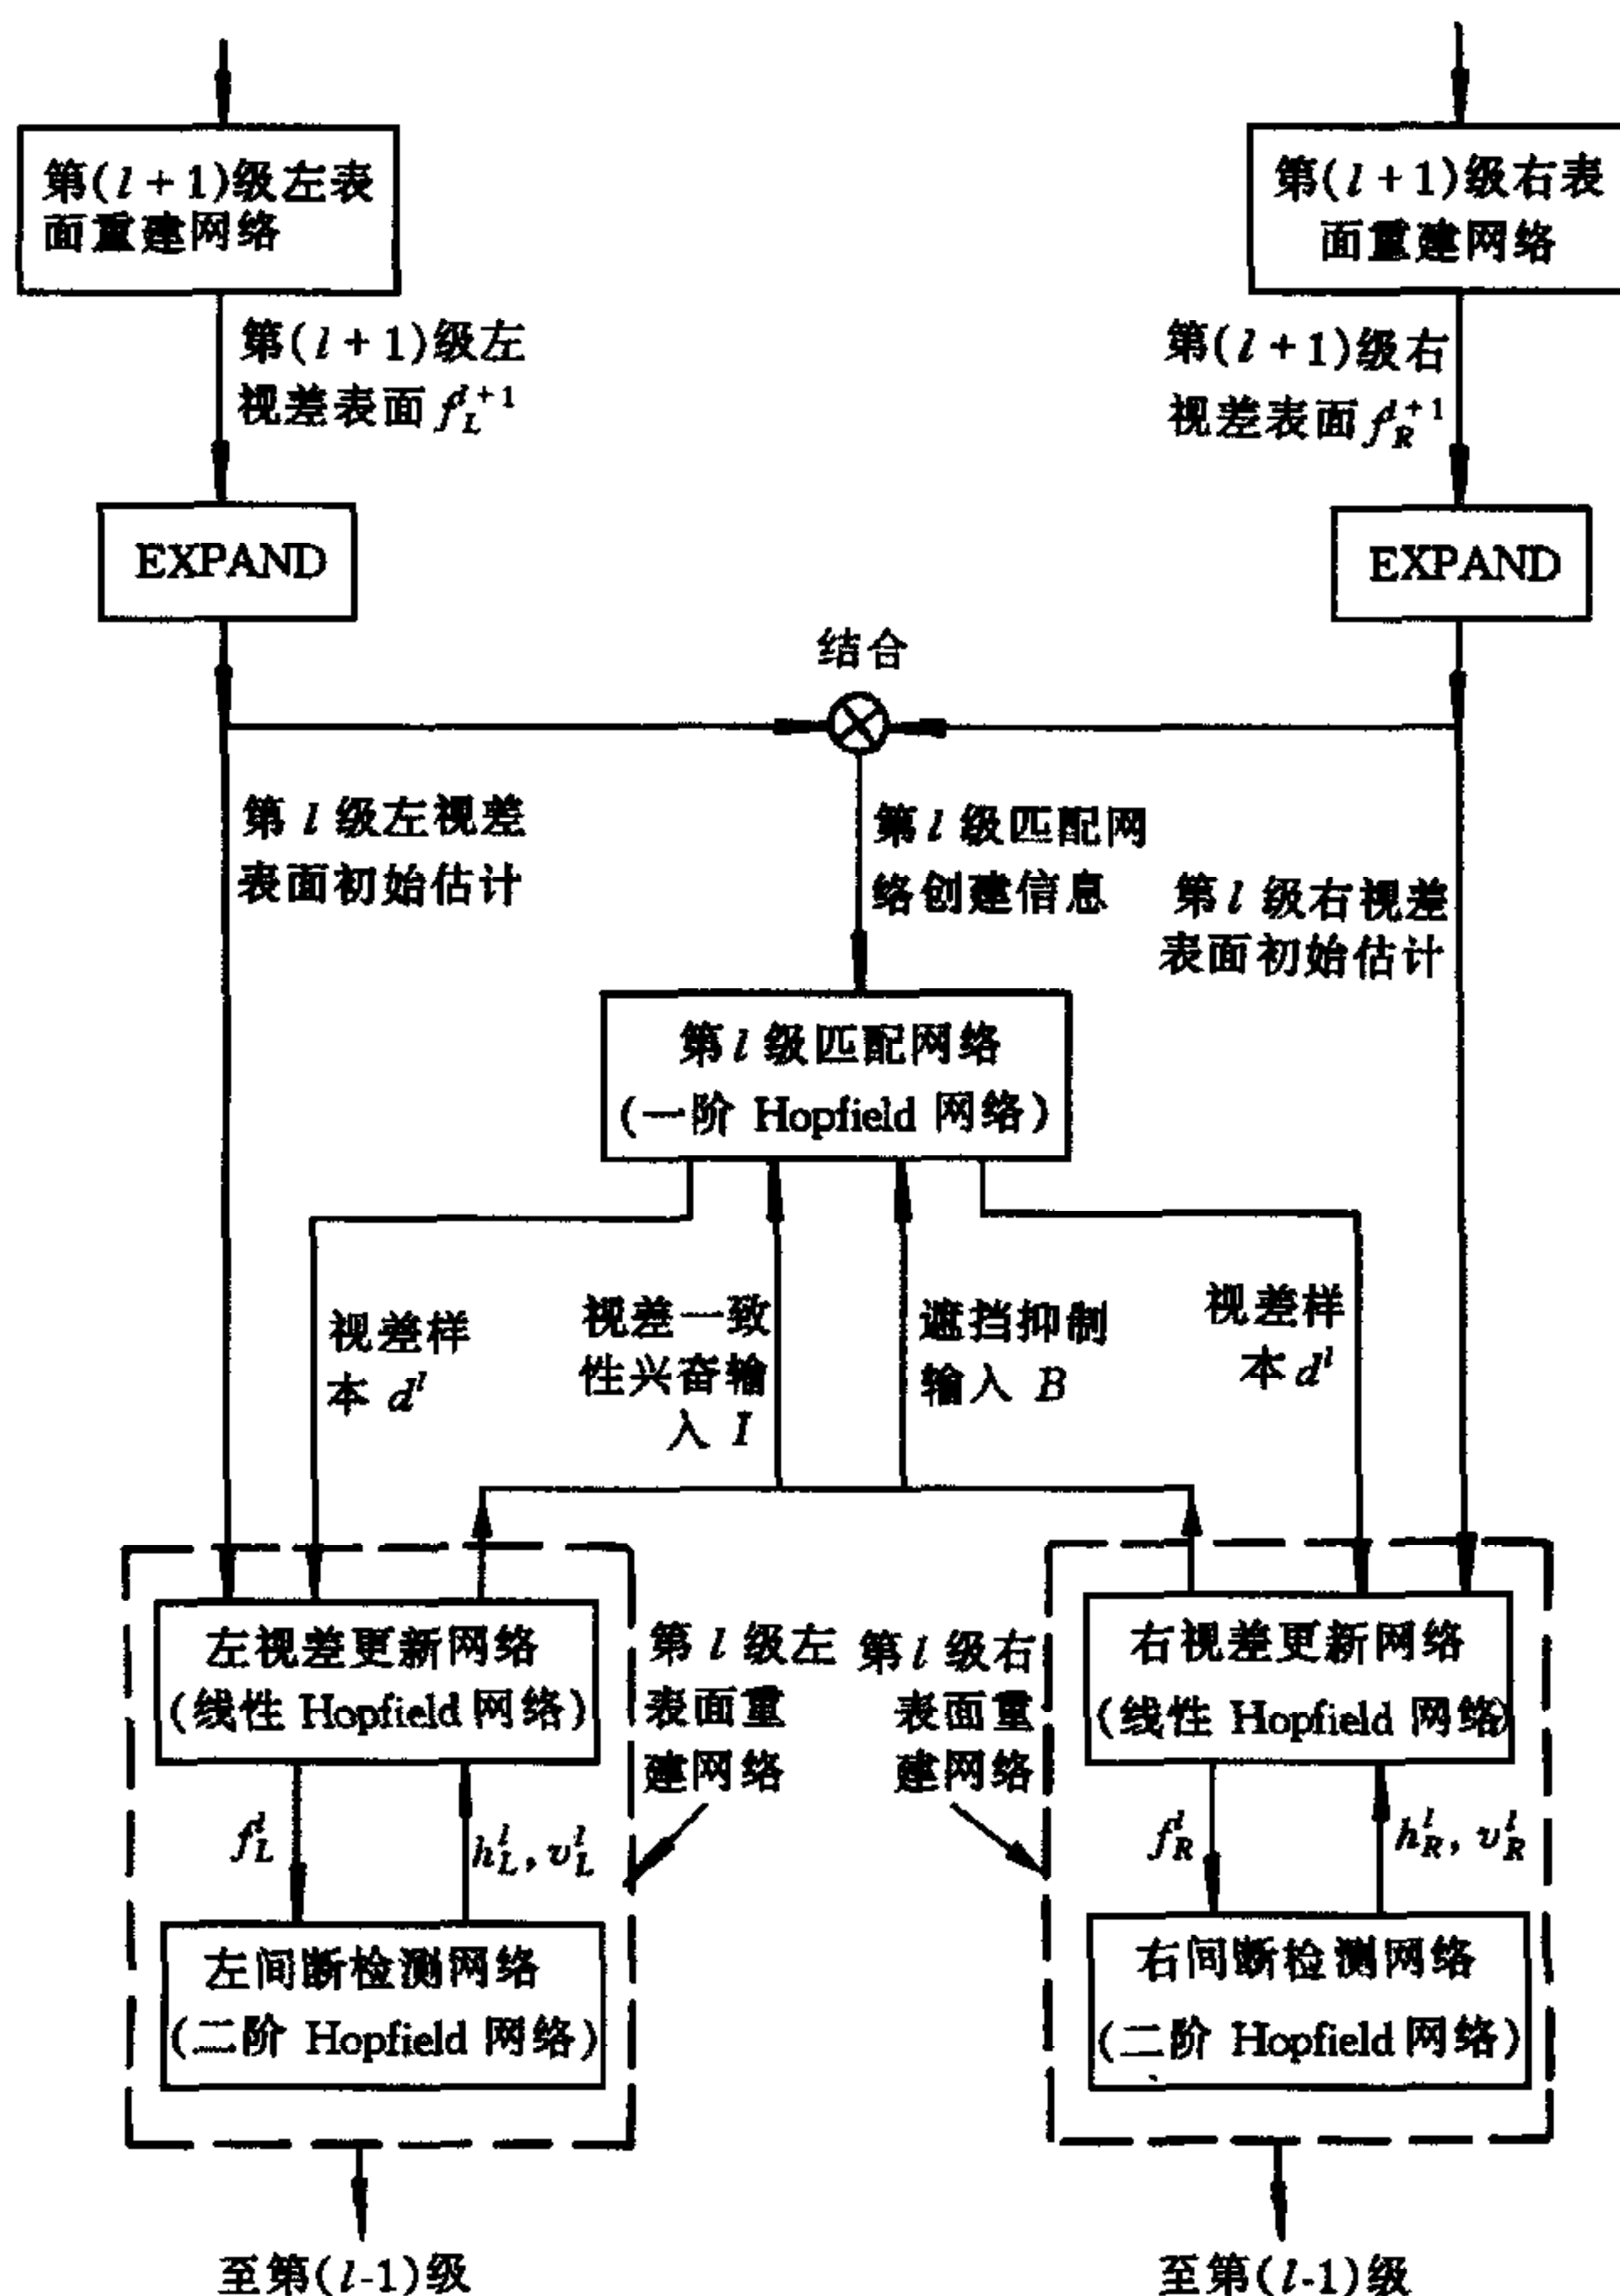 第(l + 1)级左表
面重建网络
第(l + 1)级右表
面重建网络
第(l + 1)级左
视差表面 f_L^{l+1}
第(l + 1)级右
视差表面 f_R^{l+1}
EXPAND
EXPAND
结合
第 l 级左视差
表面初始估计
第 l 级匹配网
络创建信息
第 l 级右视差
表面初始估计
第 l 级匹配网络
(一阶 Hopfield 网络)
视差样
本 d^l
视差一致
性兴奋输
入 I
遮挡抑制
输入 B
视差样
本 d^l
左视差更新网络
(线性 Hopfield 网络)
第 l 级左
表面重
建网络
第 l 级右
表面重
建网络
右视差更新网络
(线性 Hopfield 网络)
f_L^l
h_L^l, v_L^l
f_R^l
h_R^l, v_R^l
左间断检测网络
(二阶 Hopfield 网络)
右间断检测网络
(二阶 Hopfield 网络)
至第(l-1)级
至第(l-1)级